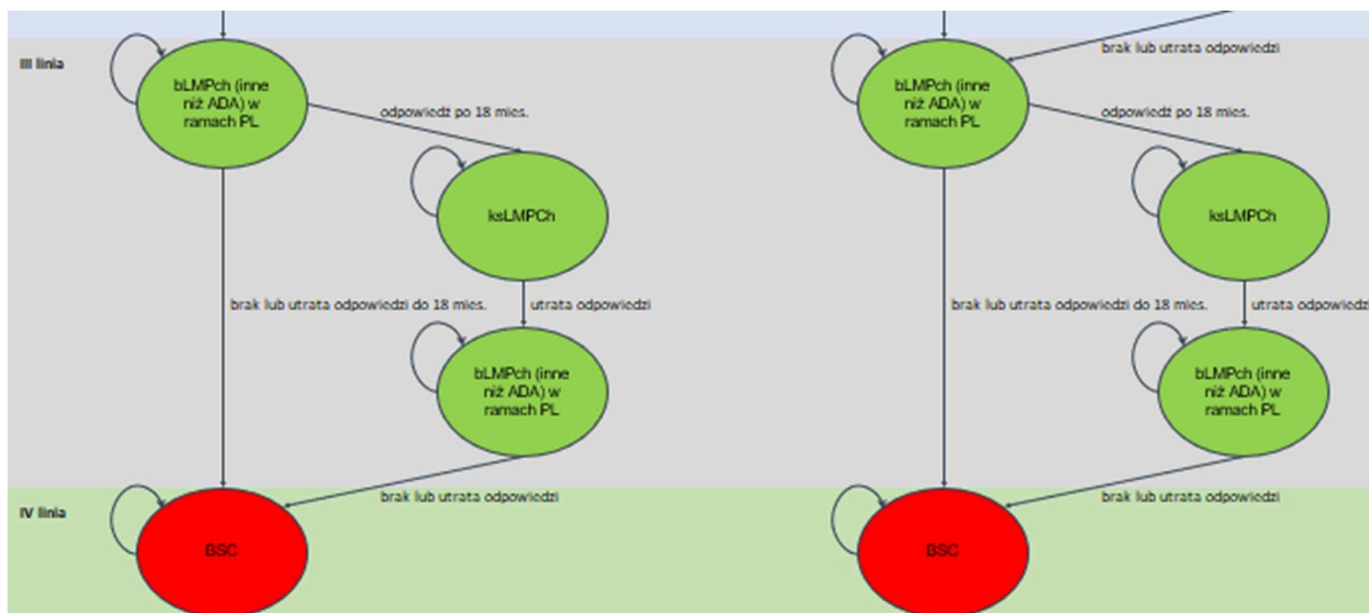 brak lub utrata odpowiedzi
III linia
bLMPch (inne
niż ADA) w
ramach PL
bLMPch (inne
niż ADA) w
ramach PL
odpowiedź po 18 mies.
odpowiedź po 18 mies.
ksLMPCh
ksLMPCh
brak lub utrata odpowiedzi do 18 mies.
utrata odpowiedzi
brak lub utrata odpowiedzi do 18 mies.
utrata odpowiedzi
bLMPch (inne
niż ADA) w
ramach PL
bLMPch (inne
niż ADA) w
ramach PL
brak lub utrata odpowiedzi
brak lub utrata odpowiedzi
IV linia
BSC
BSC